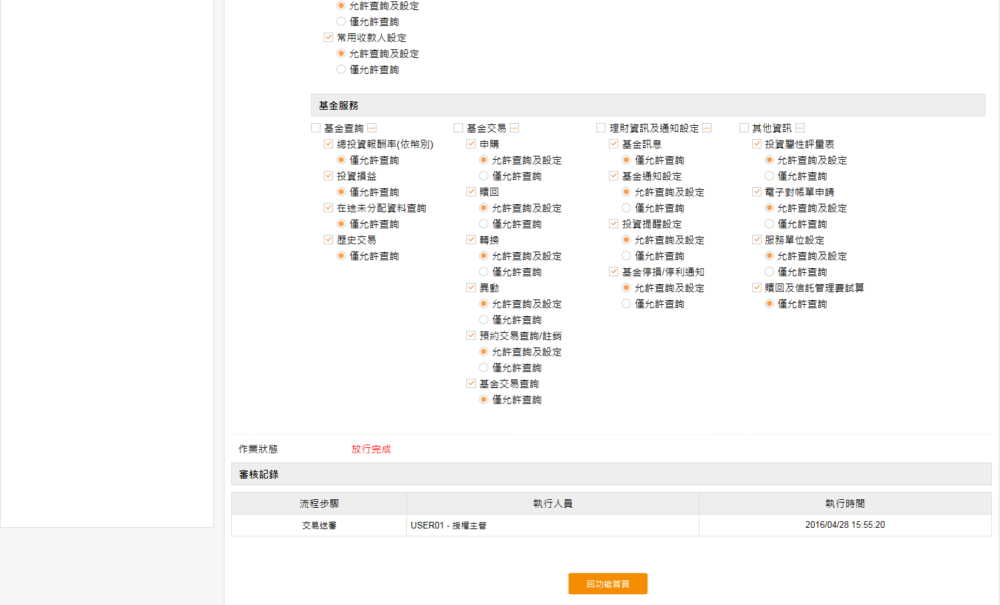 允許查詢及設定
僅允許查詢
常用收款人設定
允許查詢及設定
僅允許查詢
基金服務
基金查詢
總投資報酬率(依幣別)
僅允許查詢
投資損益
僅允許查詢
在途未分配資料查詢
僅允許查詢
歷史交易
僅允許查詢
基金交易
申購
允許查詢及設定
僅允許查詢
贖回
允許查詢及設定
僅允許查詢
轉換
允許查詢及設定
僅允許查詢
異動
允許查詢及設定
僅允許查詢
預約交易查詢/註銷
允許查詢及設定
僅允許查詢
基金交易查詢
僅允許查詢
理財資訊及通知設定
基金訊息
僅允許查詢
基金通知設定
允許查詢及設定
僅允許查詢
投資提醒設定
允許查詢及設定
僅允許查詢
基金停損/停利通知
允許查詢及設定
僅允許查詢
其他資訊
投資屬性評量表
允許查詢及設定
僅允許查詢
電子對帳單申請
允許查詢及設定
僅允許查詢
服務單位設定
允許查詢及設定
僅允許查詢
贖回及信託管理費試算
僅允許查詢
作業狀態 放行完成
審核記錄
流程步驟 執行人員 執行時間
交易送審 USER01 - 授權主管 2016/04/28 15:55:20
回功能首頁